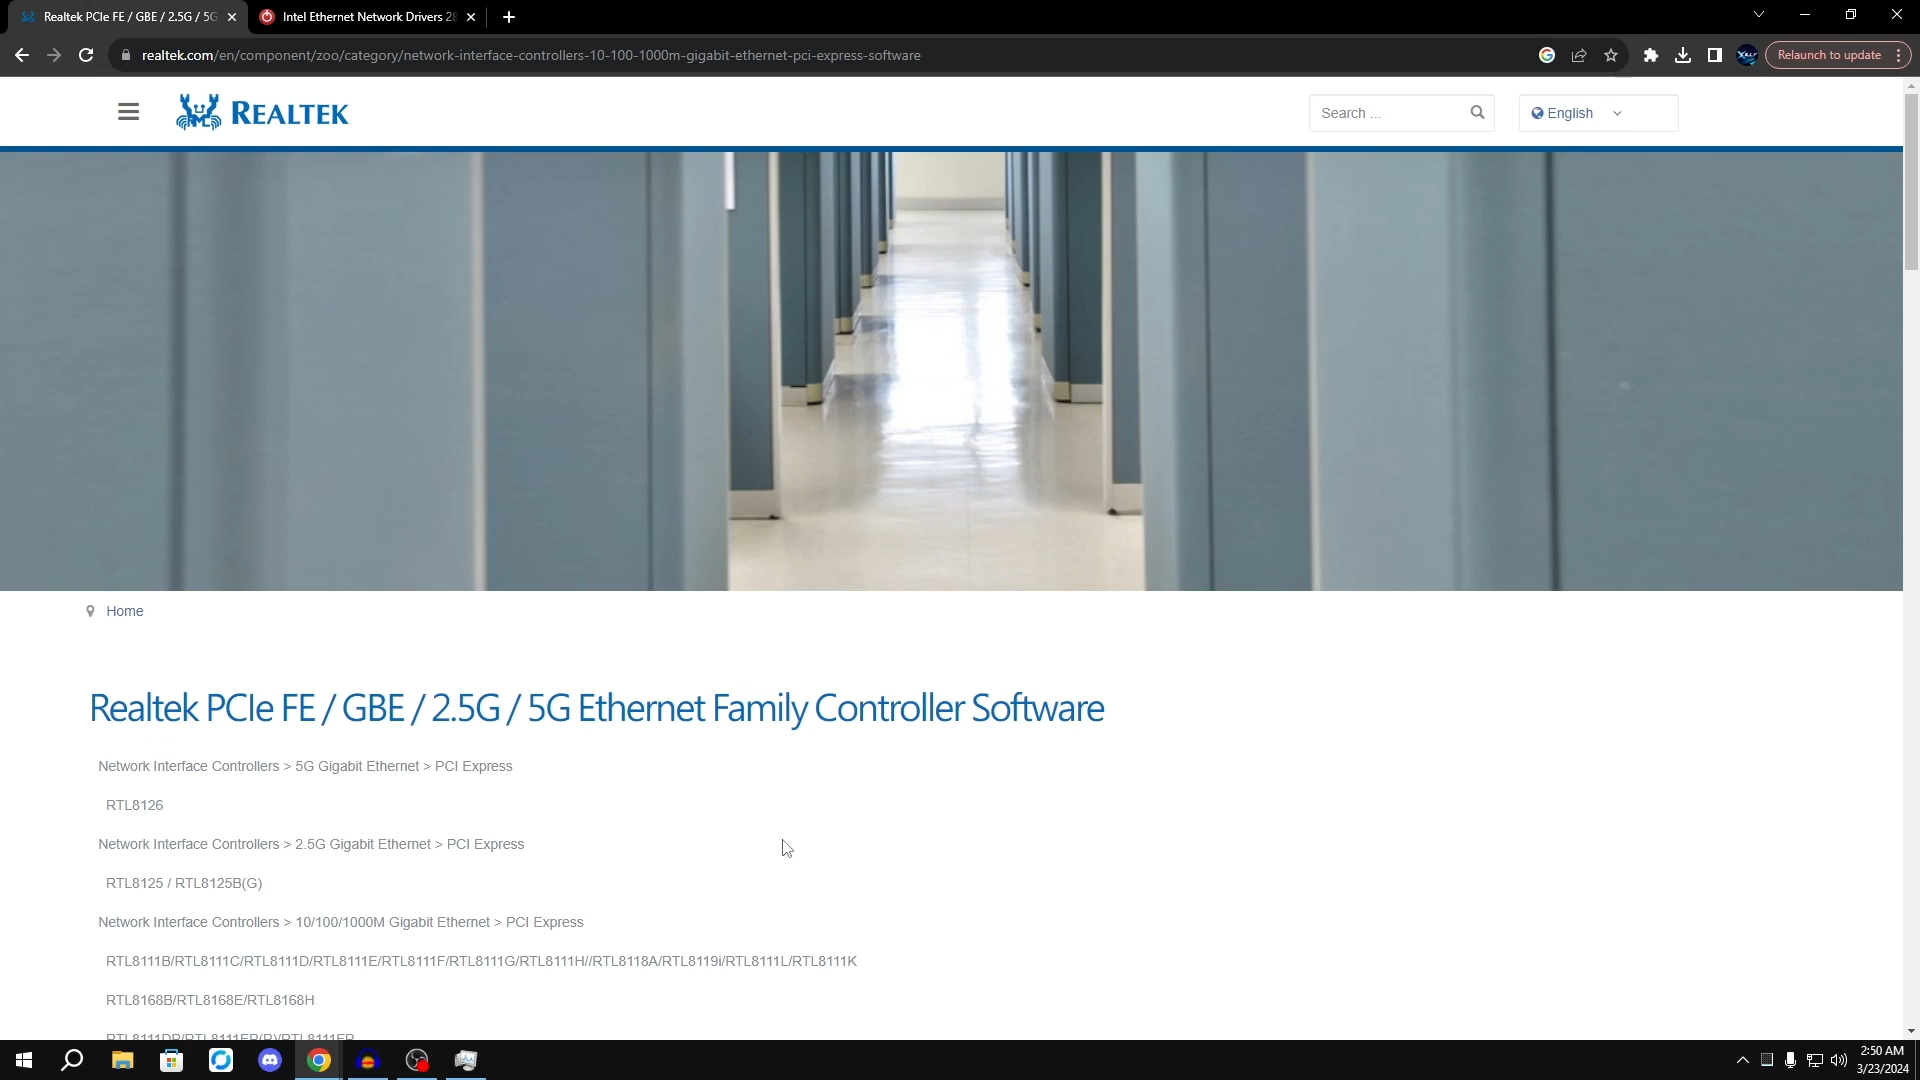 Realtek PCIe FE / GBE / 2.5G / 5G
Intel Ethernet Network Drivers 28
realtek.com/en/component/zoo/category/network-interface-controllers-10-100-1000m-gigabit-ethernet-pci-express-software
Relaunch to update
REALTEK
Search ...
English
Home
Realtek PCIe FE / GBE / 2.5G / 5G Ethernet Family Controller Software
Network Interface Controllers > 5G Gigabit Ethernet > PCI Express
RTL8126
Network Interface Controllers > 2.5G Gigabit Ethernet > PCI Express
RTL8125 / RTL8125B(G)
Network Interface Controllers > 10/100/1000M Gigabit Ethernet > PCI Express
RTL8111B/RTL8111C/RTL8111D/RTL8111E/RTL8111F/RTL8111G/RTL8111H//RTL8118A/RTL8119i/RTL8111L/RTL8111K
RTL8168B/RTL8168E/RTL8168H
2:50 AM
3/23/2024